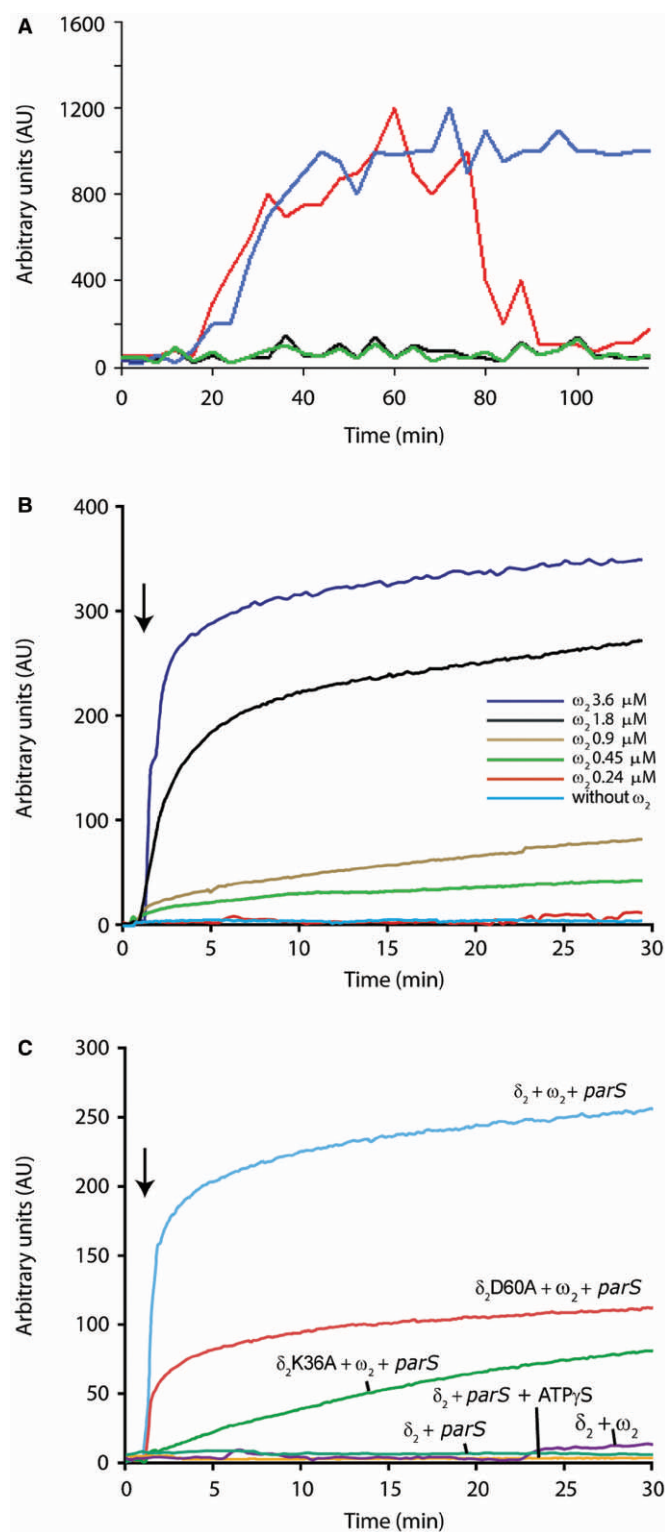 A
1600
1200
800
400
0
Arbitrary units (AU)
0 20 40 60 80 100
Time (min)
B
400
300
200
100
0
Arbitrary units (AU)
ω₂ 3.6 μM
ω₂ 1.8 μM
ω₂ 0.9 μM
ω₂ 0.45 μM
ω₂ 0.24 μM
without ω₂
0 5 10 15 20 25 30
Time (min)
C
300
250
200
150
100
50
0
Arbitrary units (AU)
δ₂ + ω₂ + parS
δ₂D60A + ω₂ + parS
δ₂K36A + ω₂ + parS
δ₂ + parS + ATPγS
δ₂ + parS
δ₂ + ω₂
0 5 10 15 20 25 30
Time (min)